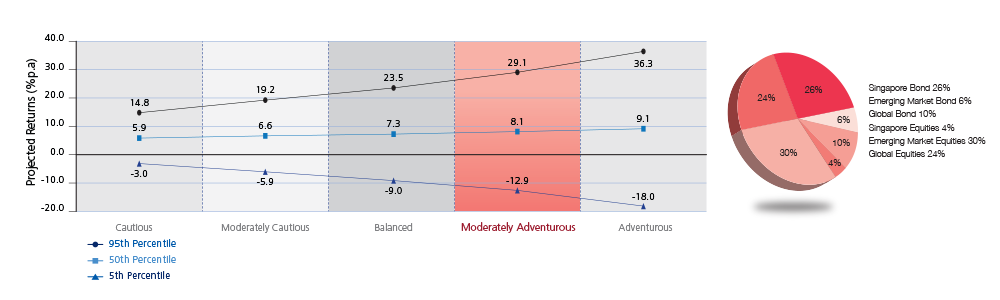 Projected Returns (%p.a)
40.0
30.0
20.0
10.0
0.0
-10.0
-20.0
14.8
19.2
23.5
29.1
36.3
5.9
6.6
7.3
8.1
9.1
-3.0
-5.9
-9.0
-12.9
-18.0
Cautious
Moderately Cautious
Balanced
Moderately Adventurous
Adventurous
95th Percentile
50th Percentile
5th Percentile
26%
6%
10%
4%
30%
24%
Singapore Bond 26%
Emerging Market Bond 6%
Global Bond 10%
Singapore Equities 4%
Emerging Market Equities 30%
Global Equities 24%